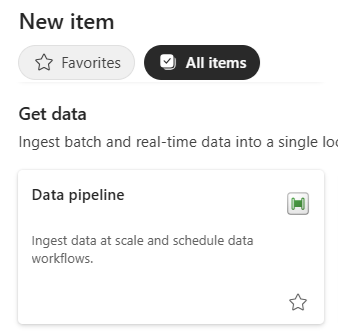 New item
Favorites
All items
Get data
Ingest batch and real-time data into a single
Data pipeline
Ingest data at scale and schedule data
workflows.